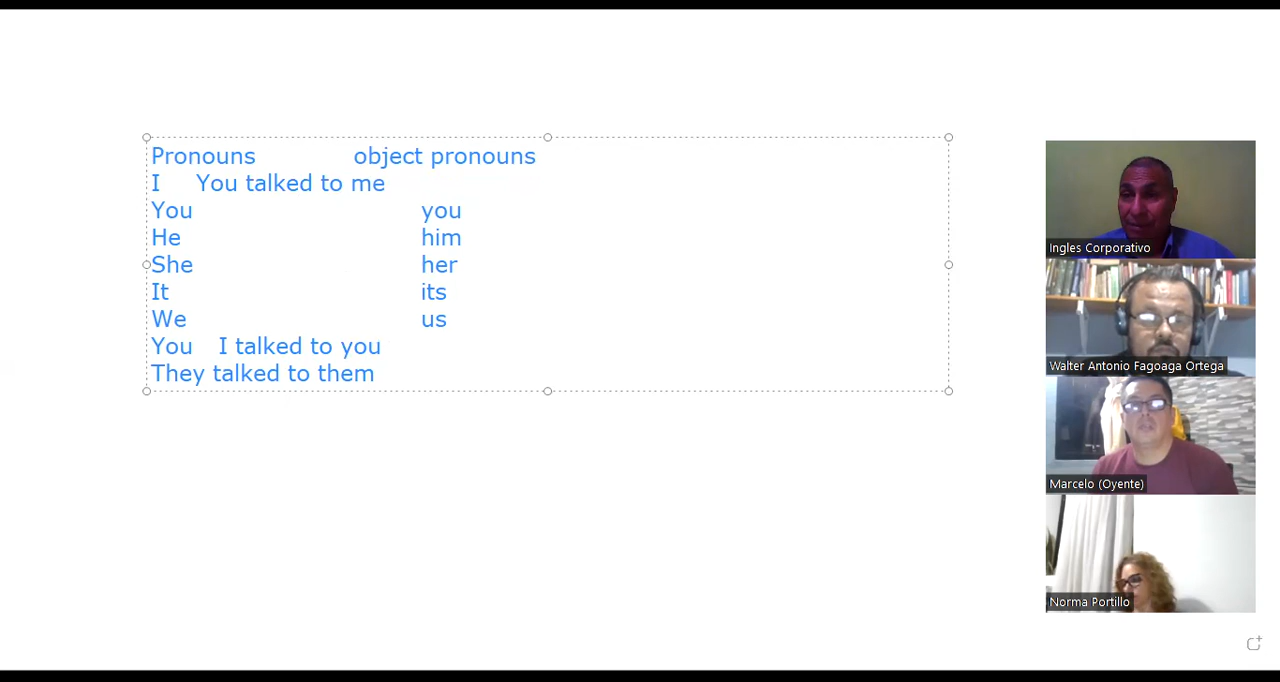 Pronouns object pronouns
I You talked to me
You you
He him
She her
It its
We us
You I talked to you
They talked to them
Ingles Corporativo
Walter Antonio Fagoaga Ortega
Marcelo (Oyente)
Norma Portillo